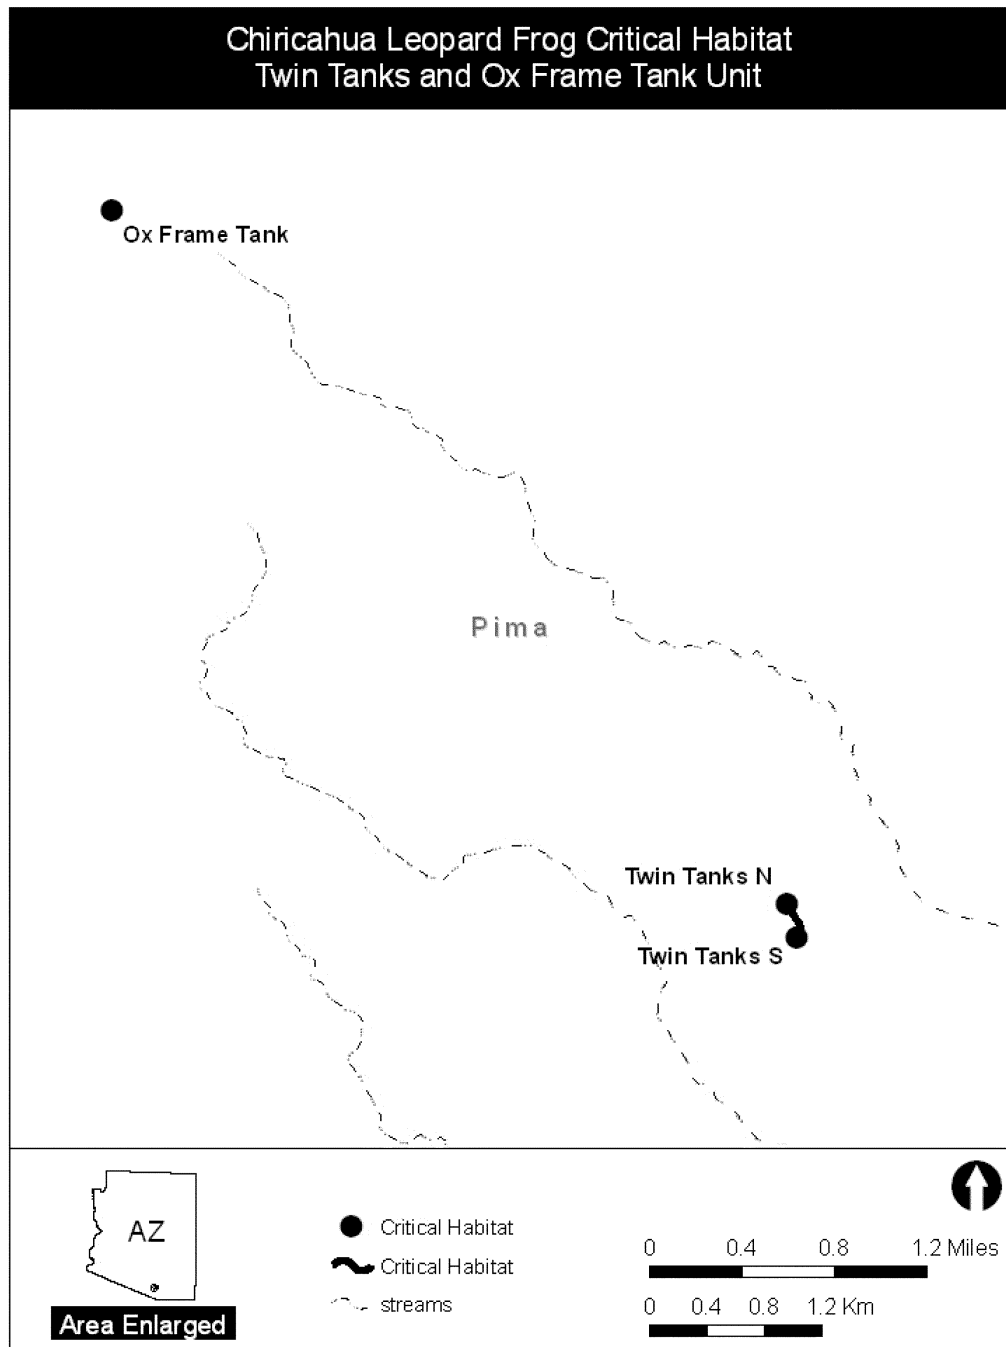 Chiricahua Leopard Frog Critical Habitat
Twin Tanks and Ox Frame Tank Unit
Ox Frame Tank
Pima
Twin Tanks N
Twin Tanks S
AZ
Area Enlarged
Critical Habitat
Critical Habitat
streams
0 0.4 0.8 1.2 Miles
0 0.4 0.8 1.2 Km